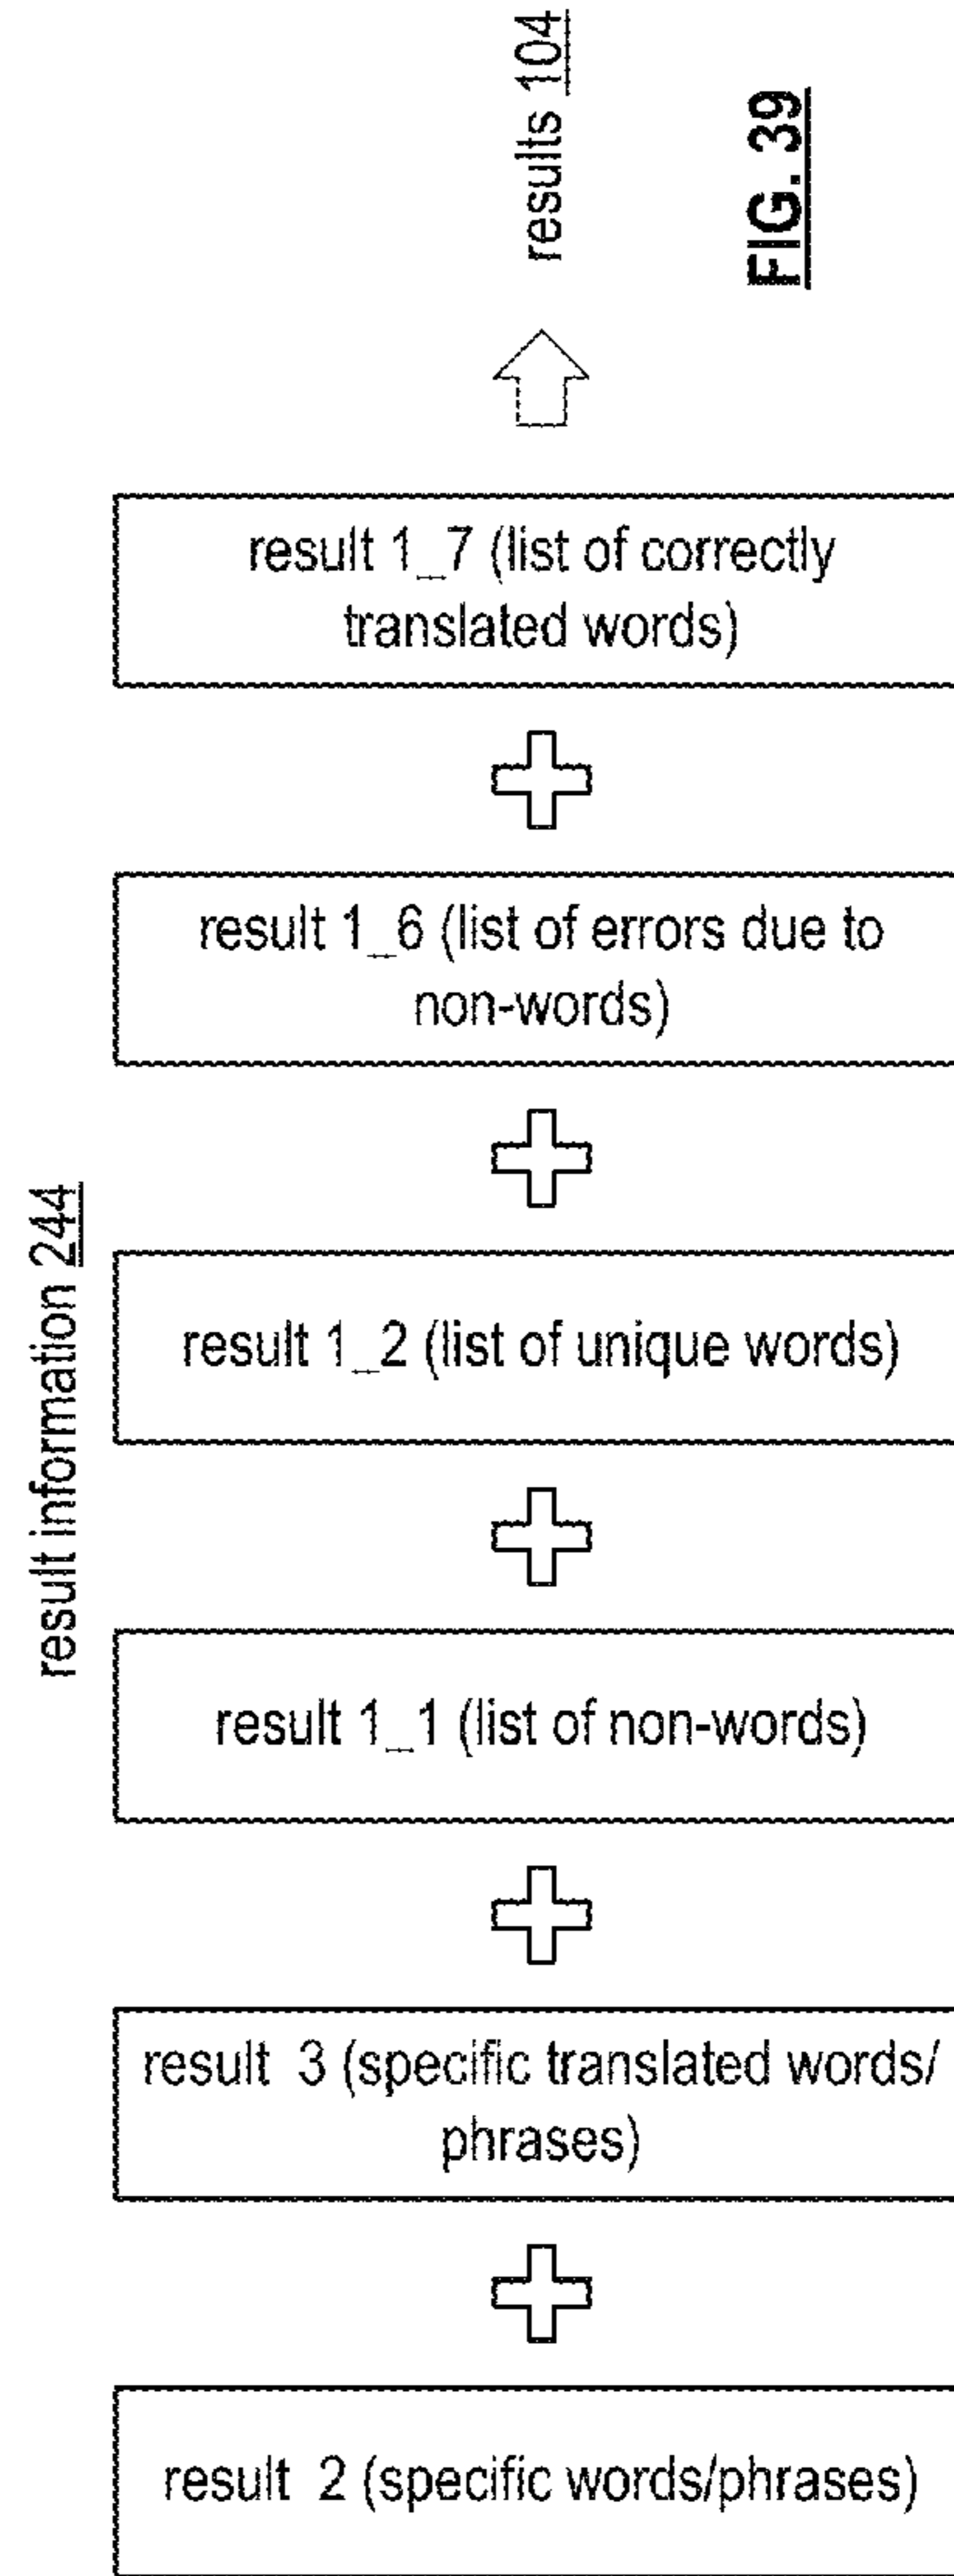 results 104
FIG. 39
result 1_7 (list of correctly
translated words)
result 1_6 (list of errors due to
non-words)
result information 244
result 1_2 (list of unique words)
result 1_1 (list of non-words)
result 3 (specific translated words/
phrases)
result 2 (specific words/phrases)